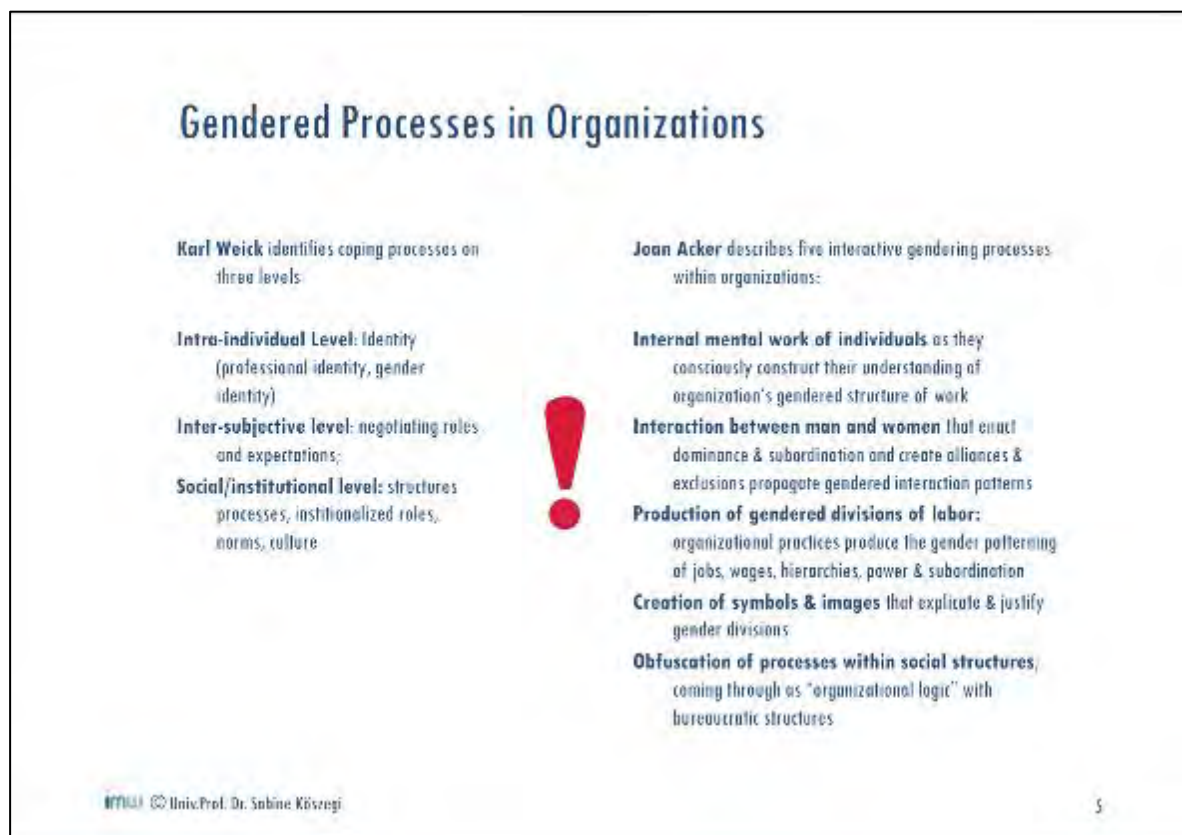 Gendered Processes in Organizations
Karl Weick identifies coping processes on
three levels
Intra-individual Level: Identity
(professional identity, gender
identity)
Inter-subjective level: negotiating roles
and expectations,
Social/institutional level: structures
processes, institionalized roles,
norms, culture
!
Joan Acker describes five interactive gendering processes
within organizations:
Internal mental work of individuals as they
consciously construct their understanding of
organization's gendered structure of work
Interaction between man and women that enact
dominance & subordination and create alliances &
exclusions propagate gendered interaction patterns
Production of gendered divisions of labor:
organizational practices produce the gender patterning
of jobs, wages, hierarchies, power & subordination
Creation of symbols & images that explicate & justify
gender divisions
Obfuscation of processes within social structures,
coming through as "organizational logic" with
bureaucratic structures
imw © Univ.Prof. Dr. Sabine Köszegi
5